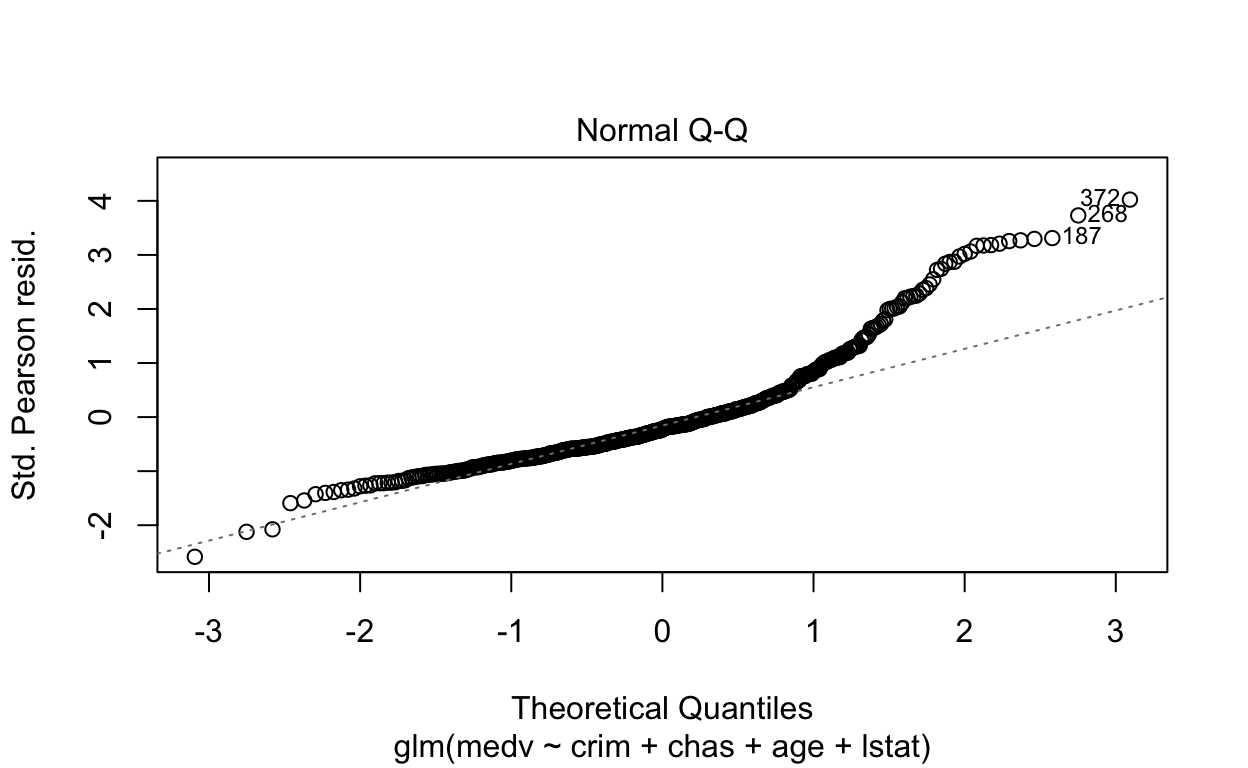 Normal Q-Q
Std. Pearson resid.
4
3
2
1
0
-2
372
268
187
-3 -2 -1 0 1 2 3
Theoretical Quantiles
glm(medv ~ crim + chas + age + lstat)